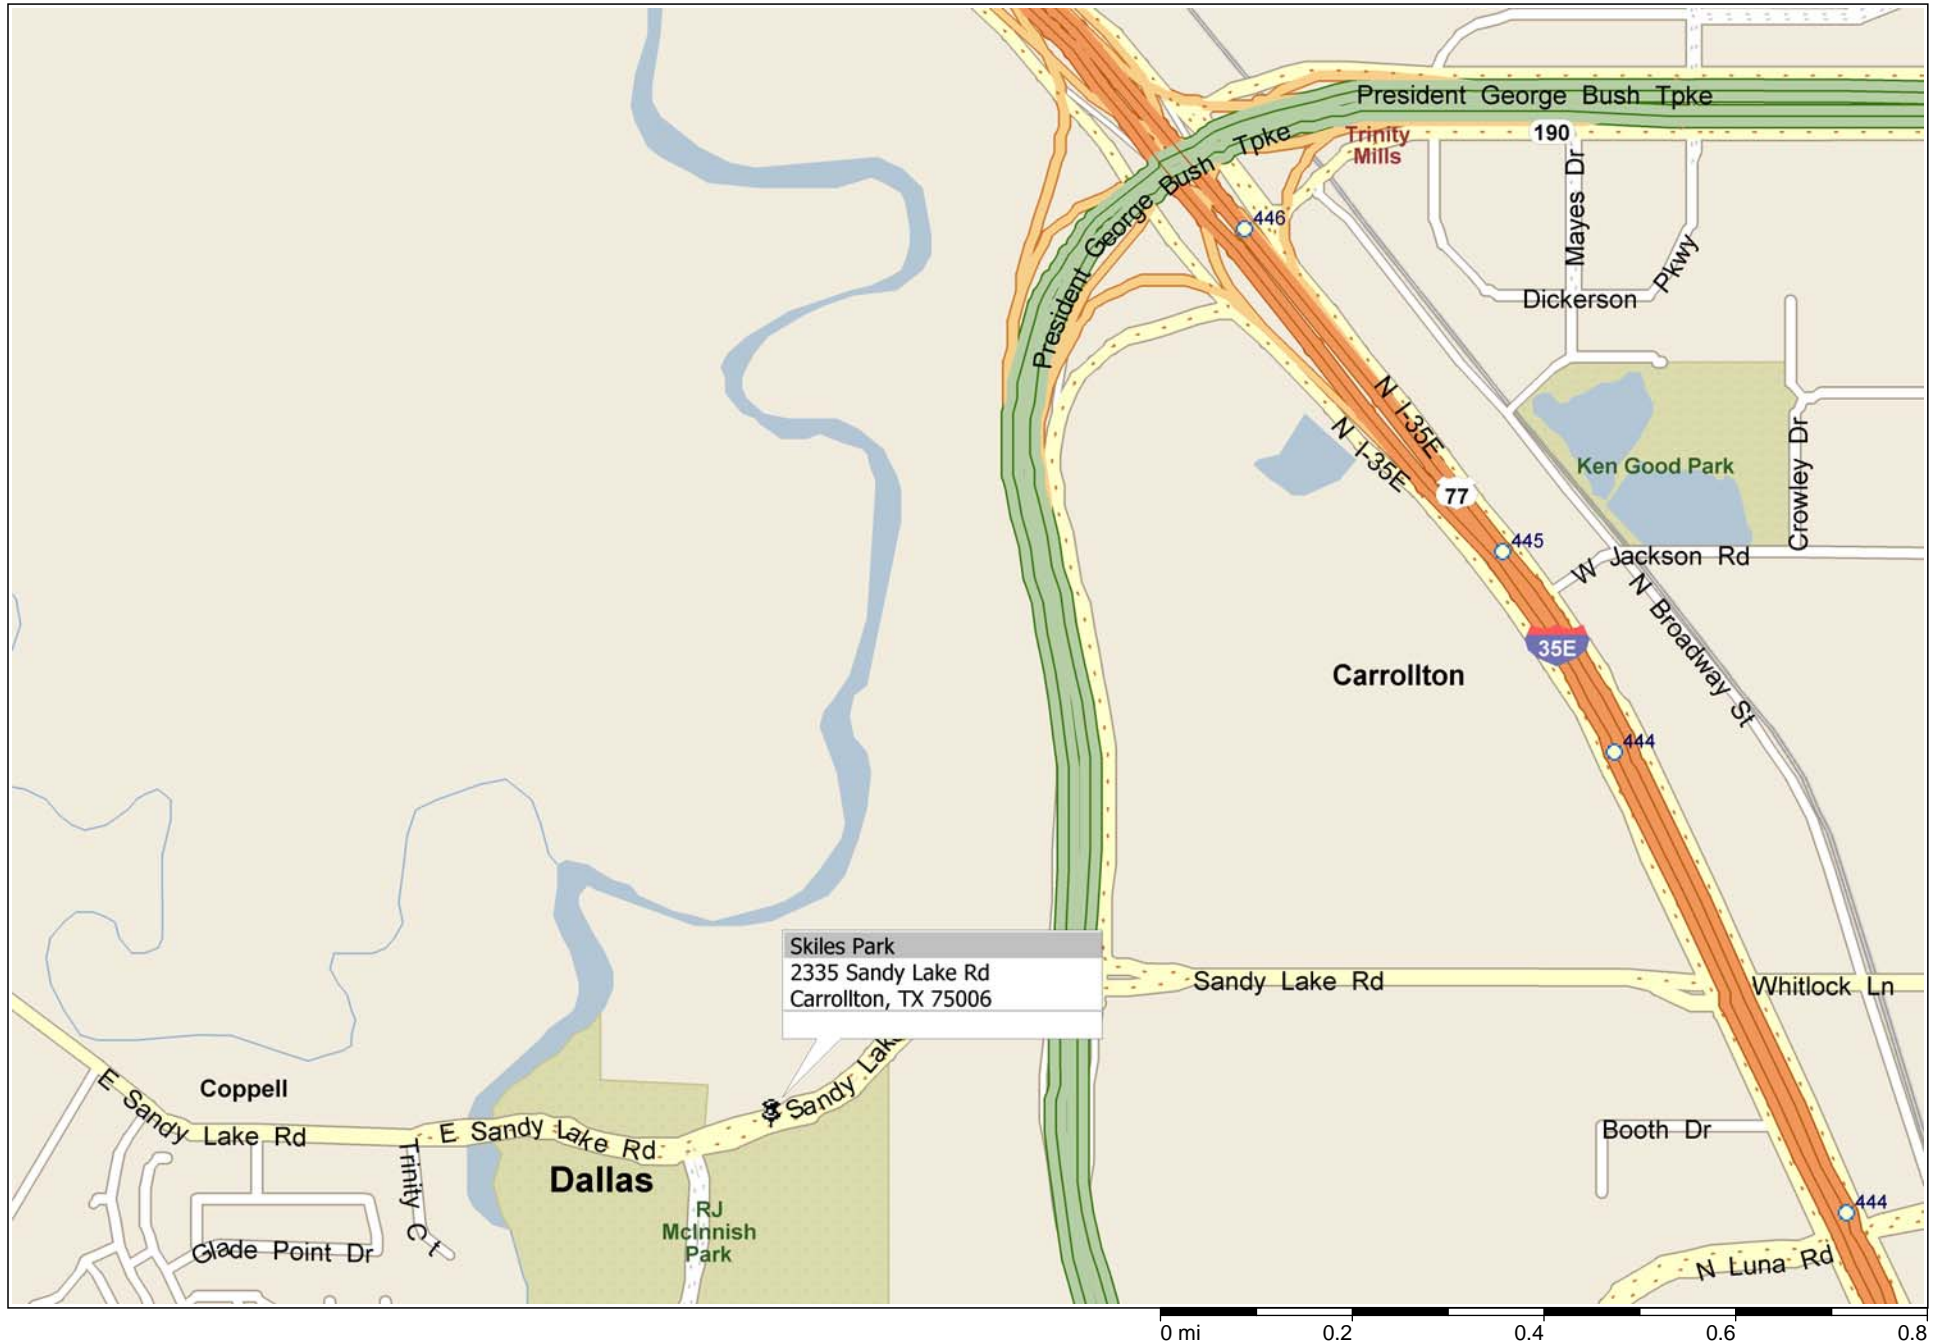 President George Bush Tpke
190
Trinity
Mills
President George Bush Tpke
446
Mayes Dr
Pkwy
Dickerson
N I-35E
N I-35E
77
Ken Good Park
Crowley Dr
445
W Jackson Rd
N Broadway St
35E
Carrollton
444
Skiles Park
2335 Sandy Lake Rd
Carrollton, TX 75006
Sandy Lake Rd
Whitlock Ln
Sandy Lake
Coppell
E Sandy Lake Rd
E Sandy Lake Rd
Trinity Ct
Dallas
RJ
McInnish
Park
Glade Point Dr
Booth Dr
444
N Luna Rd
0 mi 0.2 0.4 0.6 0.8